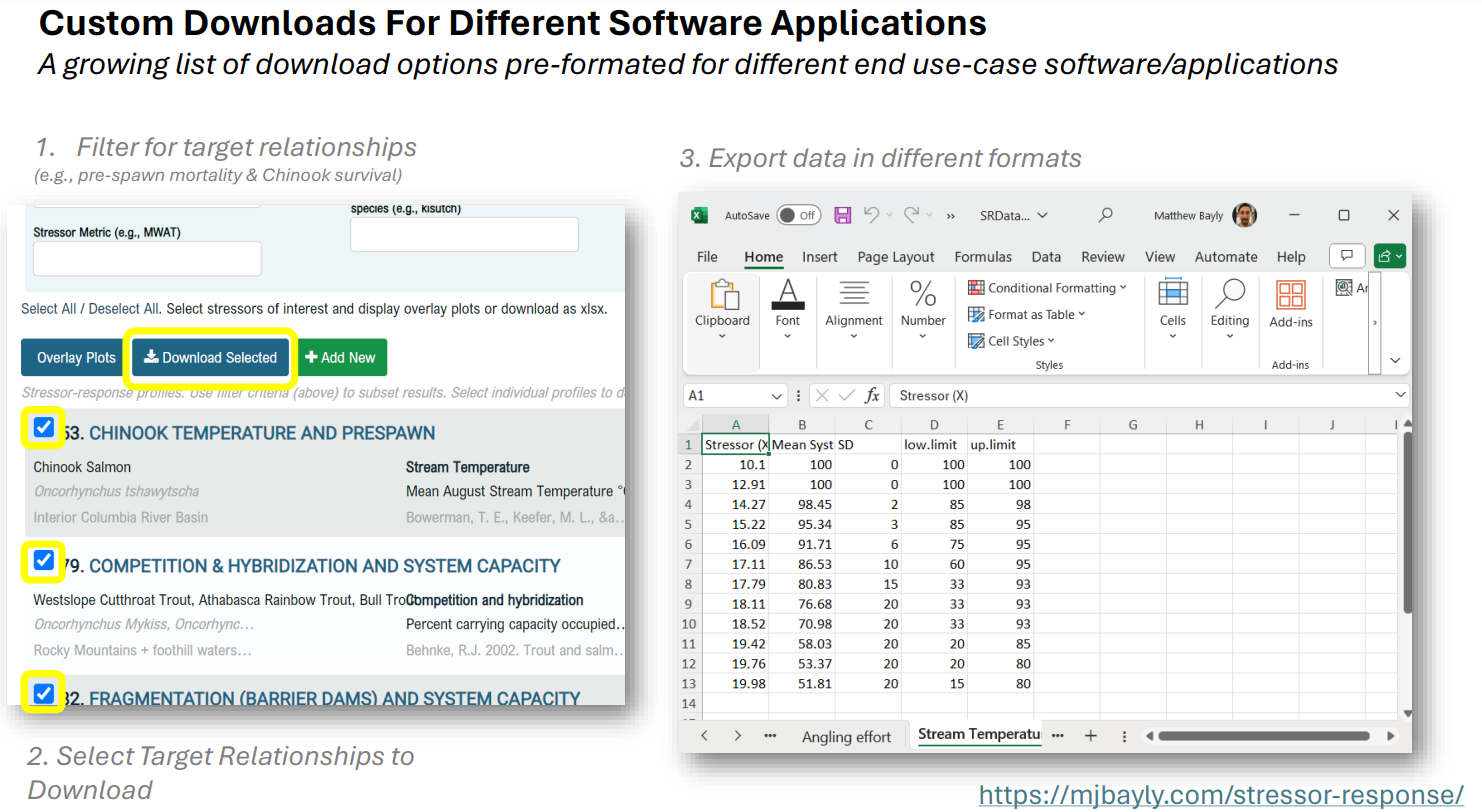 Custom Downloads For Different Software Applications
A growing list of download options pre-formated for different end use-case software/applications
1. Filter for target relationships
(e.g., pre-spawn mortality & Chinook survival)
species (e.g., kisutch)
Stressor Metric (e.g., MWAT)
Select All / Deselect All. Select stressors of interest and display overlay plots or download as xlsx.
Overlay Plots Download Selected + Add New
Stressor-response profiles. Use filter criteria (above) to subset results. Select individual profiles to d
53. CHINOOK TEMPERATURE AND PRESPAWN
Chinook Salmon Stream Temperature
Oncorhynchus tshawytscha Mean August Stream Temperature °
Interior Columbia River Basin Bowerman, T. E., Keefer, M. L., &a...
79. COMPETITION & HYBRIDIZATION AND SYSTEM CAPACITY
Westslope Cutthroat Trout, Athabasca Rainbow Trout, Bull Tro Competition and hybridization
Oncorhynchus Mykiss, Oncorhync... Percent carrying capacity occupied...
Rocky Mountains + foothill waters... Behnke, R.J. 2002. Trout and salm...
32. FRAGMENTATION (BARRIER DAMS) AND SYSTEM CAPACITY
2. Select Target Relationships to
Download
3. Export data in different formats
AutoSave Off SRData... Matthew Bayly
File Home Insert Page Layout Formulas Data Review View Automate Help
Clipboard Font Alignment Number
Conditional Formatting
Format as Table
Cell Styles
Styles
Cells Editing Add-ins
Add-ins
A1 fx Stressor (X)
A B C D E F G H I J
1 Stressor (X Mean Syst SD low.limit up.limit
2 10.1 100 0 100 100
3 12.91 100 0 100 100
4 14.27 98.45 2 85 98
5 15.22 95.34 3 85 95
6 16.09 91.71 6 75 95
7 17.11 86.53 10 60 95
8 17.79 80.83 15 33 93
9 18.11 76.68 20 33 93
10 18.52 70.98 20 33 93
11 19.42 58.03 20 20 85
12 19.76 53.37 20 20 80
13 19.98 51.81 20 15 80
14
Angling effort Stream Temperatu
https://mjbayly.com/stressor-response/